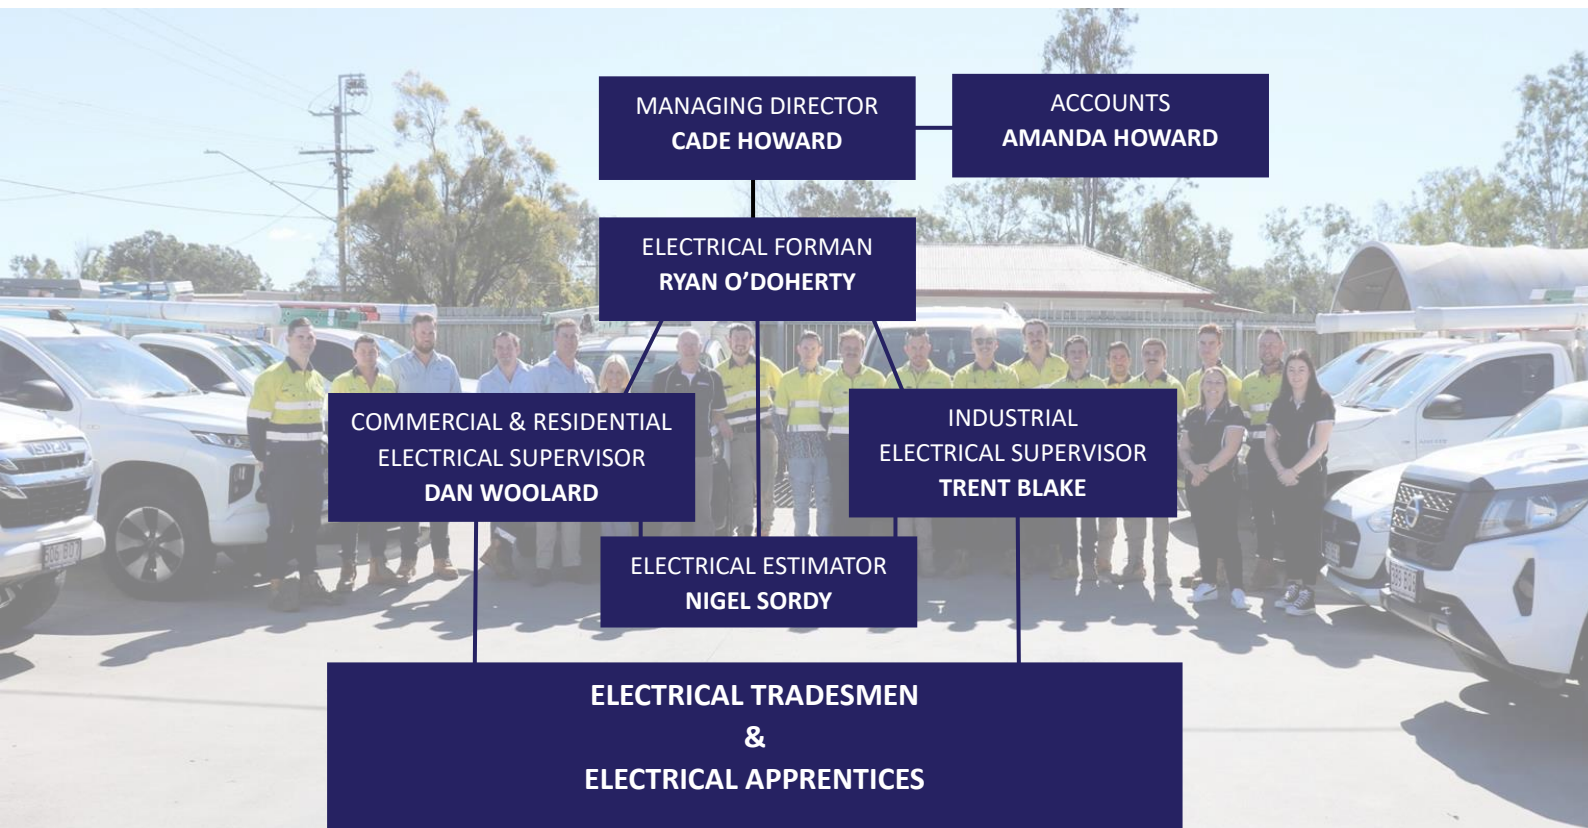 MANAGING DIRECTOR
CADE HOWARD
ACCOUNTS
AMANDA HOWARD
ELECTRICAL FORMAN
RYAN O’DOHERTY
COMMERCIAL & RESIDENTIAL
ELECTRICAL SUPERVISOR
DAN WOOLARD
INDUSTRIAL
ELECTRICAL SUPERVISOR
TRENT BLAKE
ELECTRICAL ESTIMATOR
NIGEL SORDY
ELECTRICAL TRADESMEN
&
ELECTRICAL APPRENTICES
ISUZU